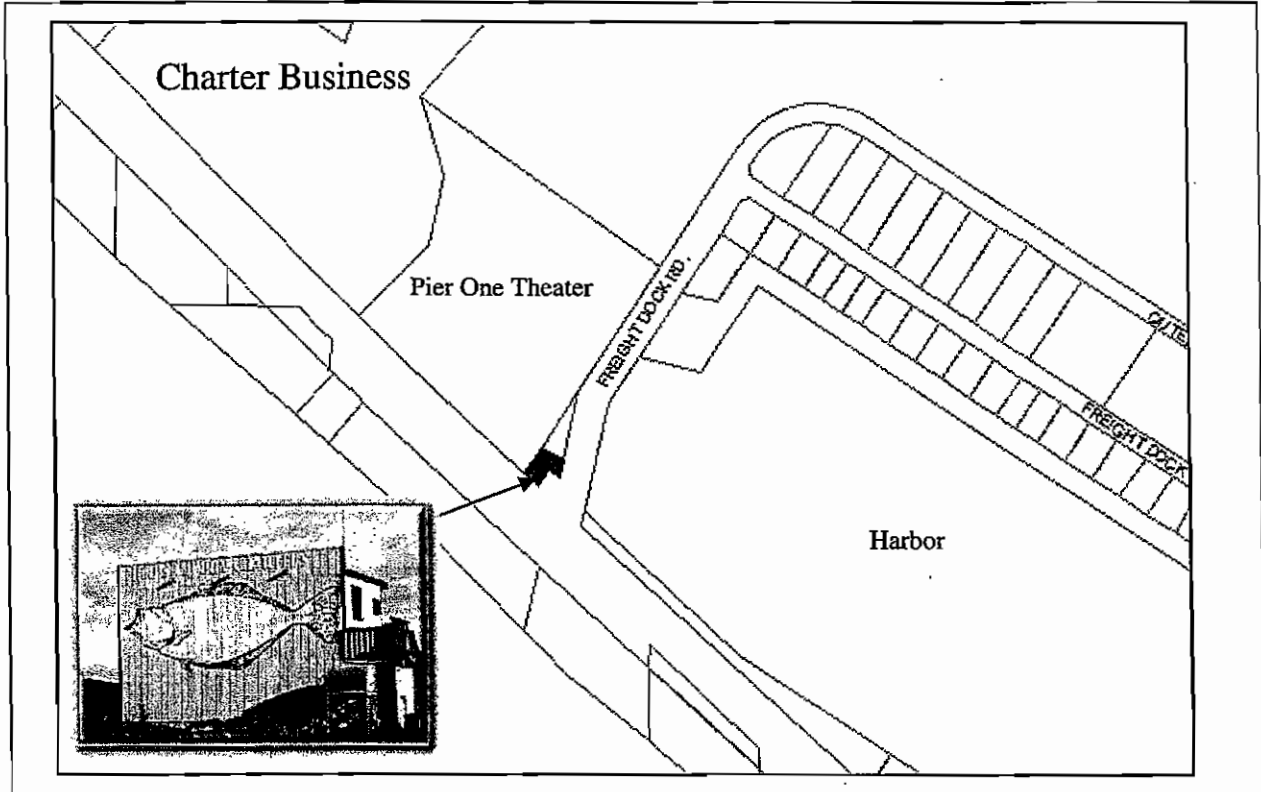 Charter Business
Pier One Theater
FREIGHT DOCK RD.
FREIGHT DOCK
Harbor